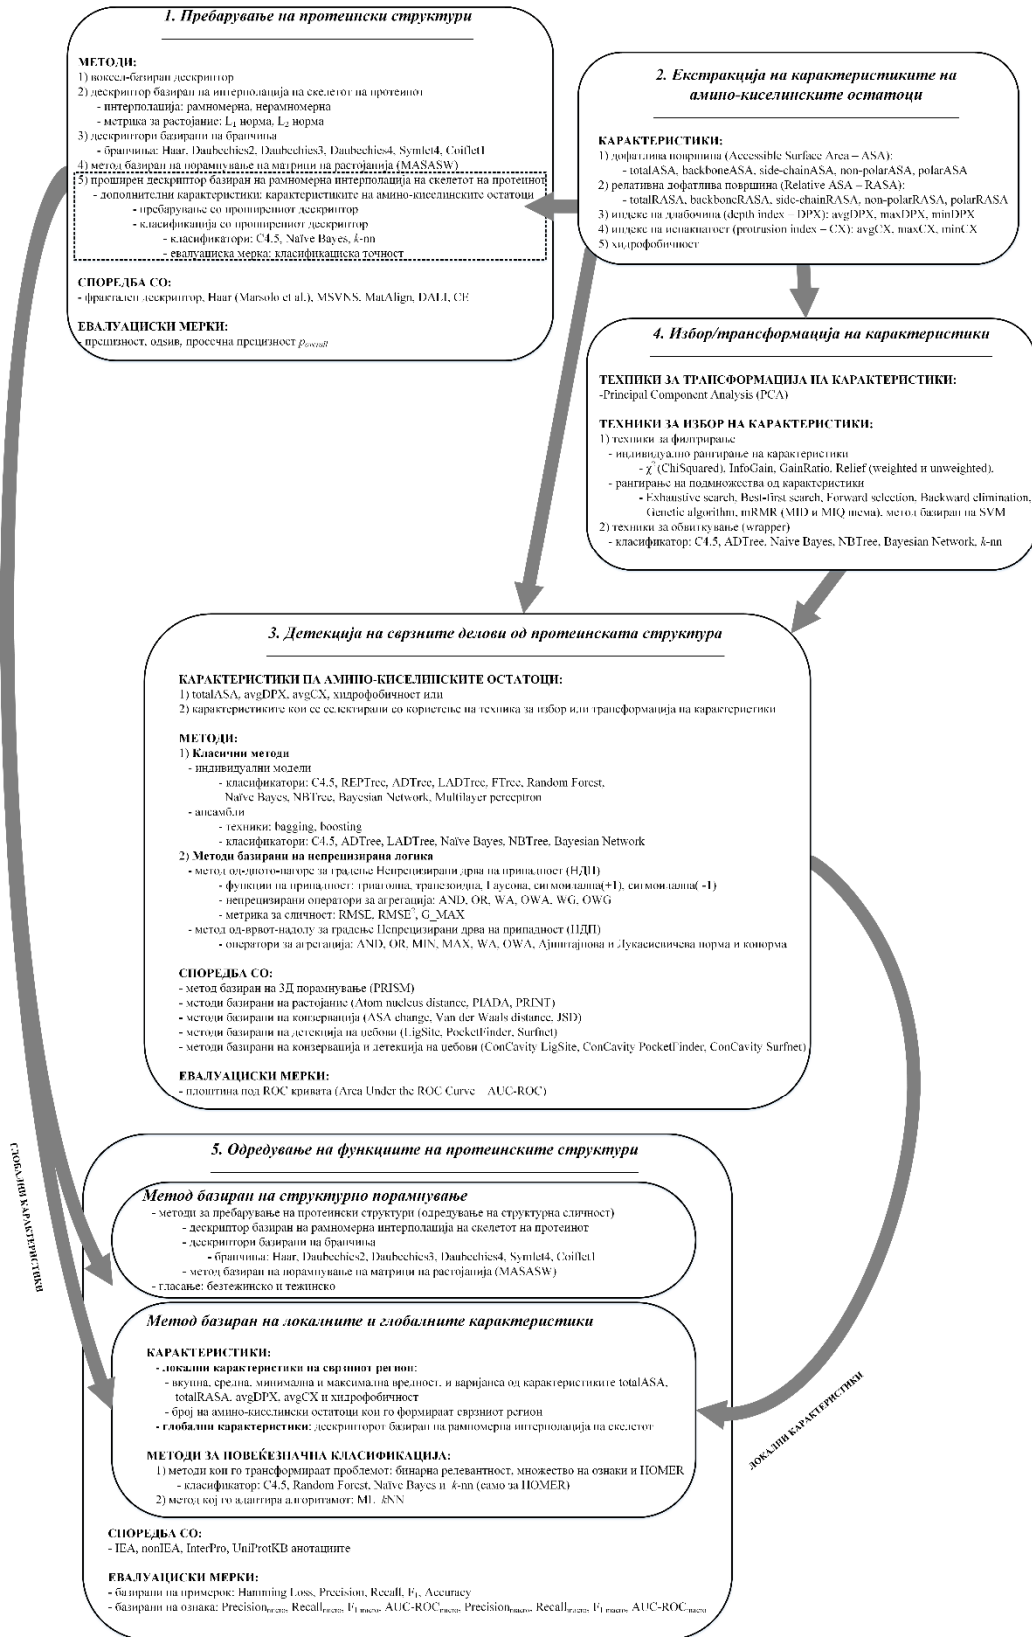 1. Пребарување на протеински структури
МЕТОДИ:
1) воксел-базиран дескриптор
2) дескриптор базиран на интерполација на скелетот на протеинот
- интерполација: рамномерна, нерамномерна
- метрика за растојание: L1 норма, L2 норма
3) дескриптори базирани на бранчиња
- бранчиња: Haar, Daubechies2, Daubechies3, Daubechies4, Symlet4, Coiflet1
4) метод базиран на порамнување на матрици на растојанија (MASASW)
5) проширен дескриптор базиран на рамномерна интерполација на скелетот на протеинот
- дополнителни карактеристики: карактеристиките на амино-киселинските остатоци
- пребарување со проширениот дескриптор
- класификација со проширениот дескриптор
- класификатори: C4.5, Naïve Bayes, k-nn
- евалуациска мерка: класификациска точност
СПОРЕДБА СО:
- фрактален дескриптор, Haar (Marsolo et al.), MSVNS, MatAlign, DALI, CE
ЕВАЛУАЦИСКИ МЕРКИ:
- прецизност, одѕив, просечна прецизност poverall
2. Екстракција на карактеристиките на
амино-киселинските остатоци
КАРАКТЕРИСТИКИ:
1) дофатлива површина (Accessible Surface Area – ASA):
- totalASA, backboneASA, side-chainASA, non-polarASA, polarASA
2) релативна дофатлива површина (Relative ASA – RASA):
- totalRASA, backboneRASA, side-chainRASA, non-polarRASA, polarRASA
3) индекс на длабочина (depth index – DPX): avgDPX, maxDPX, minDPX
4) индекс на испакнатост (protrusion index – CX): avgCX, maxCX, minCX
5) хидрофобичност
4. Избор/трансформација на карактеристики
ТЕХНИКИ ЗА ТРАНСФОРМАЦИЈА НА КАРАКТЕРИСТИКИ:
-Principal Component Analysis (PCA)
ТЕХНИКИ ЗА ИЗБОР НА КАРАКТЕРИСТИКИ:
1) техники за филтрирање
- индивидуално рангирање на карактеристики
- χ² (ChiSquared), InfoGain, GainRatio, Relief (weighted и unweighted),
- рангирање на подмножества од карактеристики
- Exhaustive search, Best-first search, Forward selection, Backward elimination,
Genetic algorithm, mRMR (MID и MIQ шема), метод базиран на SVM
2) техники за обвиткување (wrapper)
- класификатор: C4.5, ADTree, Naive Bayes, NBTree, Bayesian Network, k-nn
3. Детекција на сврзните делови од протеинската структура
КАРАКТЕРИСТИКИ НА АМИНО-КИСЕЛИНСКИТЕ ОСТАТОЦИ:
1) totalASA, avgDPX, avgCX, хидрофобичност или
2) карактеристиките кои се селектирани со користење на техника за избор или трансформација на карактеристики
МЕТОДИ:
1) Класични методи
- индивидуални модели
- класификатори: C4.5, REPTree, ADTree, LADTree, FTree, Random Forest,
Naïve Bayes, NBTree, Bayesian Network, Multilayer perceptron
- ансамбли
- техники: bagging, boosting
- класификатори: C4.5, ADTree, LADTree, Naïve Bayes, NBTree, Bayesian Network
2) Методи базирани на непрецизирана логика
- метод од-дното-нагоре за градење Непрецизирани дрва на припадност (НДП)
- функции на припадност: триаголна, трапезоидна, Гаусова, сигмоидална(+1), сигмоидална( -1)
- непрецизирани оператори за агрегација: AND, OR, WA, OWA, WG, OWG
- метрика за сличност: RMSE, RMSE², G_MAX
- метод од-врвот-надолу за градење Непрецизирани дрва на припадност (НДП)
- оператори за агрегација: AND, OR, MIN, MAX, WA, OWA, Ајнштајнова и Лукасиевичева норма и конорма
СПОРЕДБА СО:
- метод базиран на 3Д порамнување (PRISM)
- методи базирани на растојание (Atom nucleus distance, PIADA, PRINT)
- методи базирани на конзервација (ASA change, Van der Waals distance, JSD)
- методи базирани на детекција на џебови (LigSite, PocketFinder, Surfnet)
- методи базирани на конзервација и детекција на џебови (ConCavity LigSite, ConCavity PocketFinder, ConCavity Surfnet)
ЕВАЛУАЦИСКИ МЕРКИ:
- плоштина под ROC кривата (Area Under the ROC Curve – AUC-ROC)
ГЛОБАЛНИ КАРАКТЕРИСТИКИ
ЛОКАЛНИ КАРАКТЕРИСТИКИ
5. Одредување на функциите на протеинските структури
Метод базиран на структурно порамнување
- методи за пребарување на протеински структури (одредување на структурна сличност)
- дескриптор базиран на рамномерна интерполација на скелетот на протеинот
- дескриптори базирани на бранчиња
- бранчиња: Haar, Daubechies2, Daubechies3, Daubechies4, Symlet4, Coiflet1
- метод базиран на порамнување на матрици на растојанија (MASASW)
- гласање: безтежинско и тежинско
Метод базиран на локалните и глобалните карактеристики
КАРАКТЕРИСТИКИ:
- локални карактеристики на сврзниот регион:
- вкупна, средна, минимална и максимална вредност, и варијанса од карактеристиките totalASA,
totalRASA, avgDPX, avgCX и хидрофобичност
- број на амино-кисселински остатоци кои го формираат сврзниот регион
- глобални карактеристики: дескрипторот базиран на рамномерна интерполација на скелетот
МЕТОДИ ЗА ПОВЕЌЕЗНАЧНА КЛАСИФИКАЦИЈА:
1) методи кои го трансформираат проблемот: бинарна релевантност, множество на ознаки и HOMER
- класификатор: C4.5, Random Forest, Naïve Bayes и k-nn (само за HOMER)
2) метод кој го адаптира алгоритамот: ML-kNN
СПОРЕДБА СО:
- IEA, nonIEA, InterPro, UniProtKB анотациите
ЕВАЛУАЦИСКИ МЕРКИ:
- базирани на примерок: Hamming Loss, Precision, Recall, F1, Accuracy
- базирани на ознака: Precision, Recall, F1, AUC-ROC, Precision, Recall, F1, AUC-ROC